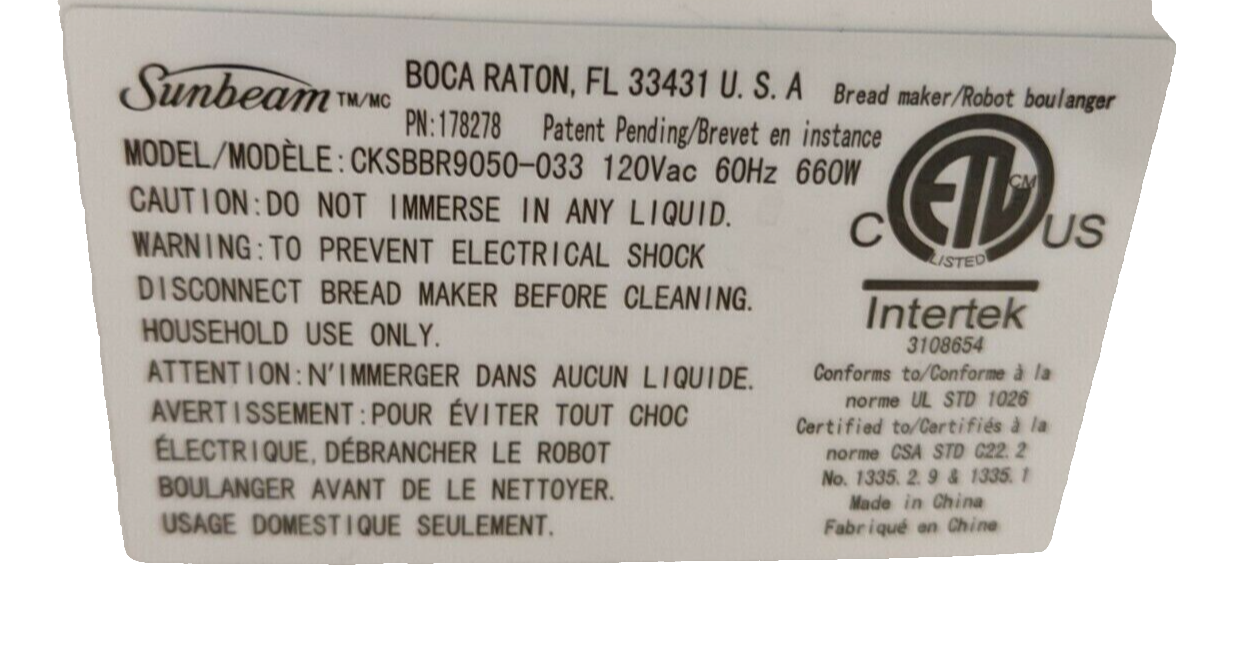 Sunbeam TM/MC BOCA RATON, FL 33431 U. S. A Bread maker/Robot boulanger
PN:178278 Patent Pending/Brevet en instance
MODEL/MODÈLE:CKSBBR9050-033 120Vac 60Hz 660W
CAUTION:DO NOT IMMERSE IN ANY LIQUID.
WARNING:TO PREVENT ELECTRICAL SHOCK
DISCONNECT BREAD MAKER BEFORE CLEANING.
HOUSEHOLD USE ONLY.
ATTENTION:N'IMMERGER DANS AUCUN LIQUIDE.
AVERTISSEMENT:POUR ÉVITER TOUT CHOC
ÉLECTRIQUE, DÉBRANCHER LE ROBOT
BOULANGER AVANT DE LE NETTOYER.
USAGE DOMESTIQUE SEULEMENT.
ETL CM
C US
LISTED
Intertek
3108654
Conforms to/Conforme à la
norme UL STD 1026
Certified to/Certifiés à la
norme CSA STD C22. 2
No. 1335. 2. 9 & 1335. 1
Made in China
Fabriqué en Chine